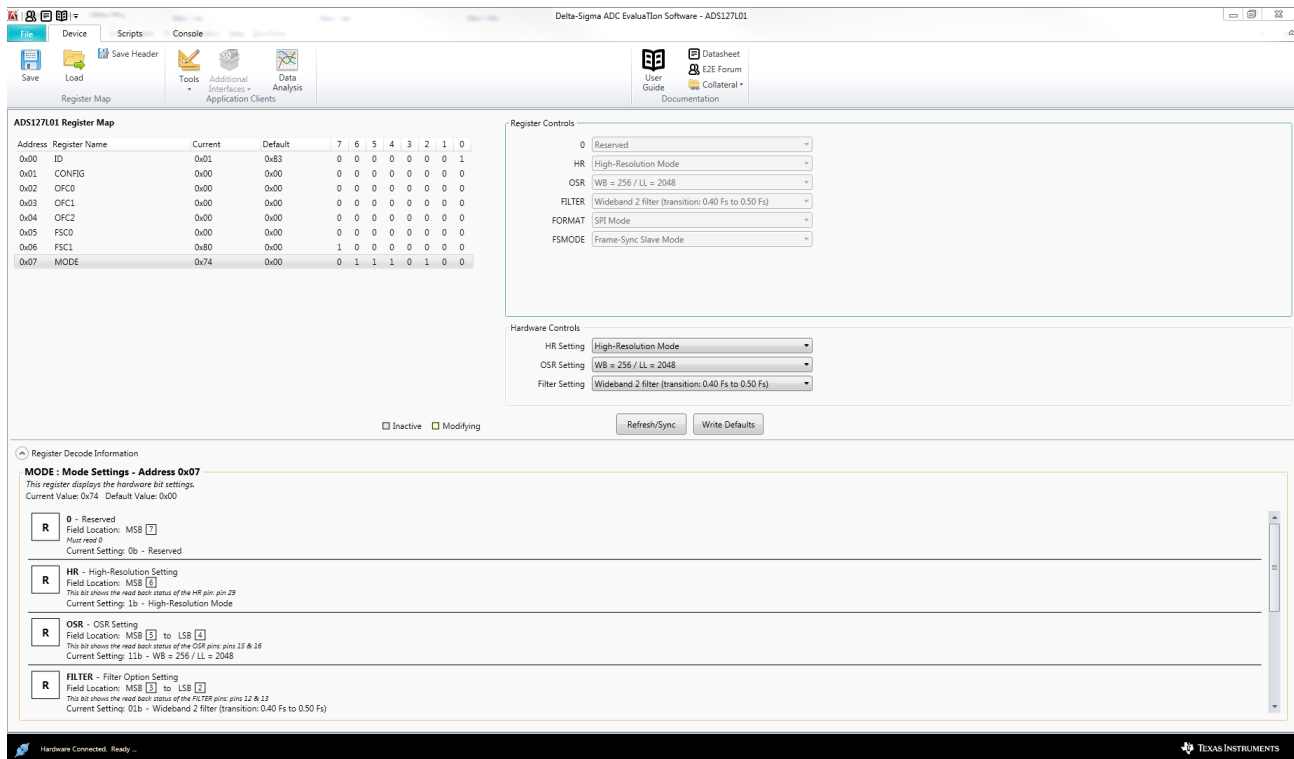 Delta-Sigma ADC EvaluaTIon Software - ADS127L01
File Device Scripts Console
Save Load Save Header
Register Map
Tools Additional Interfaces Data Analysis
Application Clients
User Guide Datasheet
E2E Forum
Collateral
Documentation
ADS127L01 Register Map
Address Register Name Current Default 7 6 5 4 3 2 1 0
0x00 ID 0x01 0x83 0 0 0 0 0 0 0 1
0x01 CONFIG 0x00 0x00 0 0 0 0 0 0 0 0
0x02 OFC0 0x00 0x00 0 0 0 0 0 0 0 0
0x03 OFC1 0x00 0x00 0 0 0 0 0 0 0 0
0x04 OFC2 0x00 0x00 0 0 0 0 0 0 0 0
0x05 FSC0 0x00 0x00 0 0 0 0 0 0 0 0
0x06 FSC1 0x80 0x00 1 0 0 0 0 0 0 0
0x07 MODE 0x74 0x00 0 1 1 1 0 1 0 0
Inactive Modifying
Register Controls
0 Reserved
HR High-Resolution Mode
OSR WB = 256 / LL = 2048
FILTER Wideband 2 filter (transition: 0.40 Fs to 0.50 Fs)
FORMAT SPI Mode
FSMODE Frame-Sync Slave Mode
Hardware Controls
HR Setting High-Resolution Mode
OSR Setting WB = 256 / LL = 2048
Filter Setting Wideband 2 filter (transition: 0.40 Fs to 0.50 Fs)
Refresh/Sync Write Defaults
Register Decode Information
MODE : Mode Settings - Address 0x07
This register displays the hardware bit settings.
Current Value: 0x74 Default Value: 0x00
R 0 - Reserved
Field Location: MSB 7
Must read 0
Current Setting: 0b - Reserved
R HR - High-Resolution Setting
Field Location: MSB 6
This bit shows the read back status of the HR pin: pin 29
Current Setting: 1b - High-Resolution Mode
R OSR - OSR Setting
Field Location: MSB 5 to LSB 4
This bit shows the read back status of the OSR pins: pins 15 & 16
Current Setting: 11b - WB = 256 / LL = 2048
R FILTER - Filter Option Setting
Field Location: MSB 3 to LSB 2
This bit shows the read back status of the FILTER pins: pins 12 & 13
Current Setting: 01b - Wideband 2 filter (transition: 0.40 Fs to 0.50 Fs)
Hardware Connected. Ready ...
TEXAS INSTRUMENTS